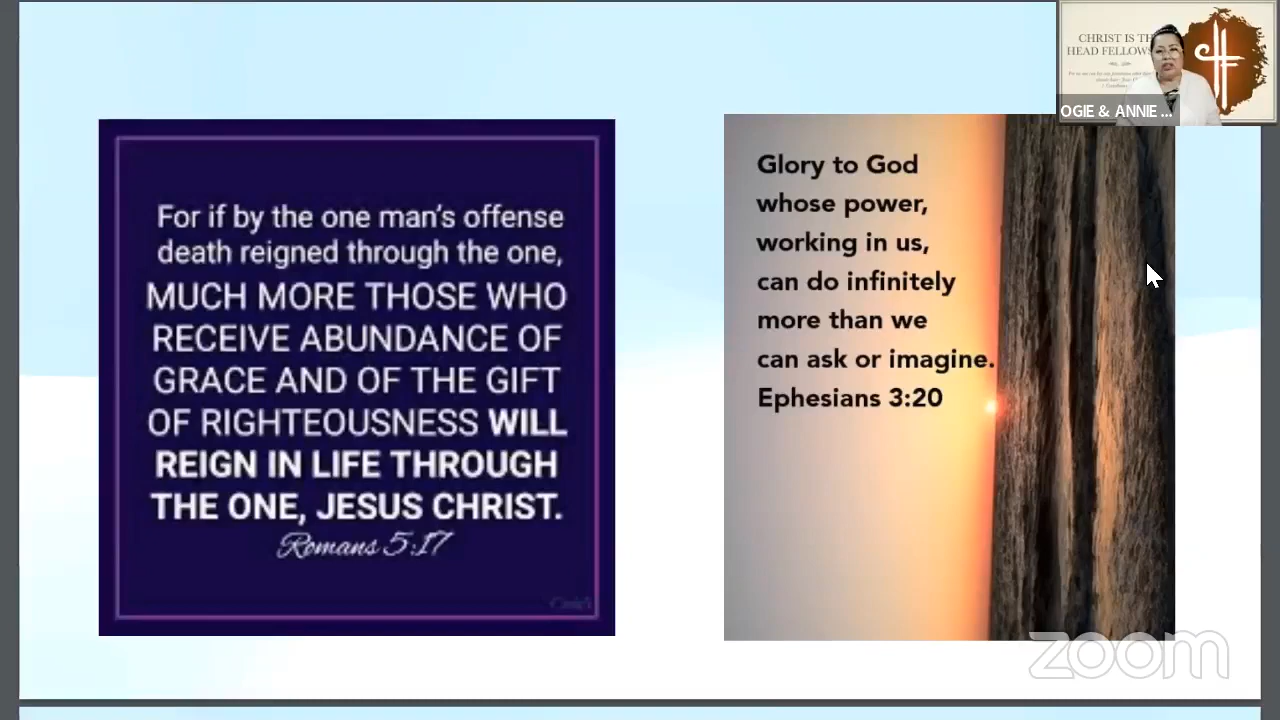 For if by the one man's offense
death reigned through the one,
MUCH MORE THOSE WHO
RECEIVE ABUNDANCE OF
GRACE AND OF THE GIFT
OF RIGHTEOUSNESS WILL
REIGN IN LIFE THROUGH
THE ONE, JESUS CHRIST.
Romans 5:17
Glory to God
whose power,
working in us,
can do infinitely
more than we
can ask or imagine.
Ephesians 3:20
CHRIST IS TH
HEAD FELLOWS
OGIE & ANNIE ...
zoom